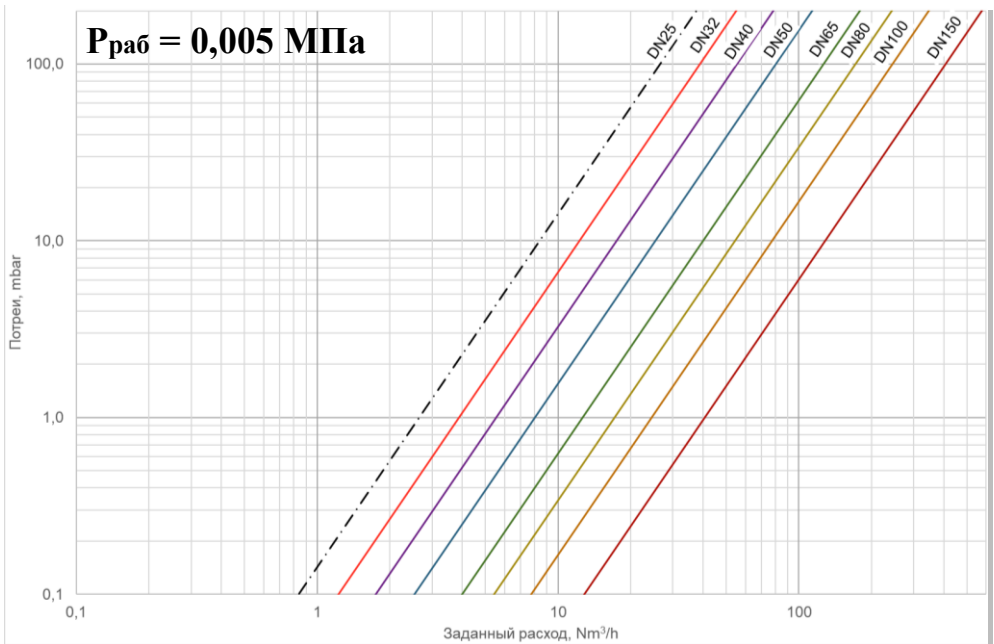 Pраб = 0,005 МПа
DN25
DN32
DN40
DN50
DN65
DN80
DN100
DN150
100,0
10,0
1,0
0,1
Потреи, mbar
0,1
1
10
100
Заданный расход, Nm³/h